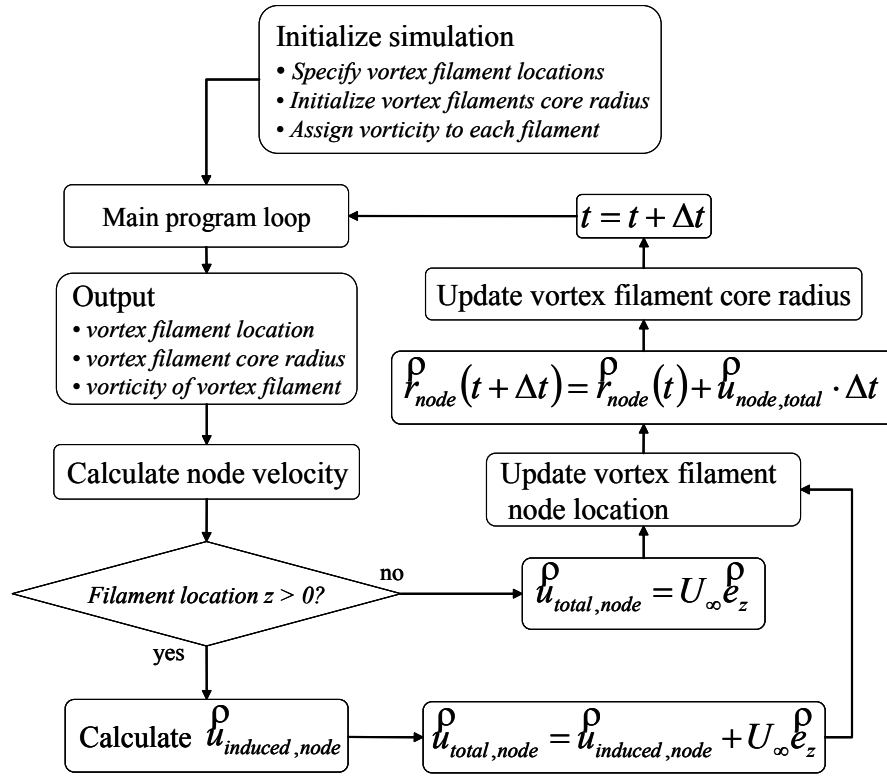 Initialize simulation
• Specify vortex filament locations
• Initialize vortex filaments core radius
• Assign vorticity to each filament
Main program loop
t = t + Δt
Output
• vortex filament location
• vortex filament core radius
• vorticity of vortex filament
Update vortex filament core radius
ρ ρ ρ
r_node(t + Δt) = r_node(t) + u_node,total · Δt
Calculate node velocity
Update vortex filament
node location
Filament location z > 0?
no
ρ ρ
u_total,node = U_∞ e_z
yes
ρ
Calculate u_induced,node
ρ ρ ρ
u_total,node = u_induced,node + U_∞ e_z